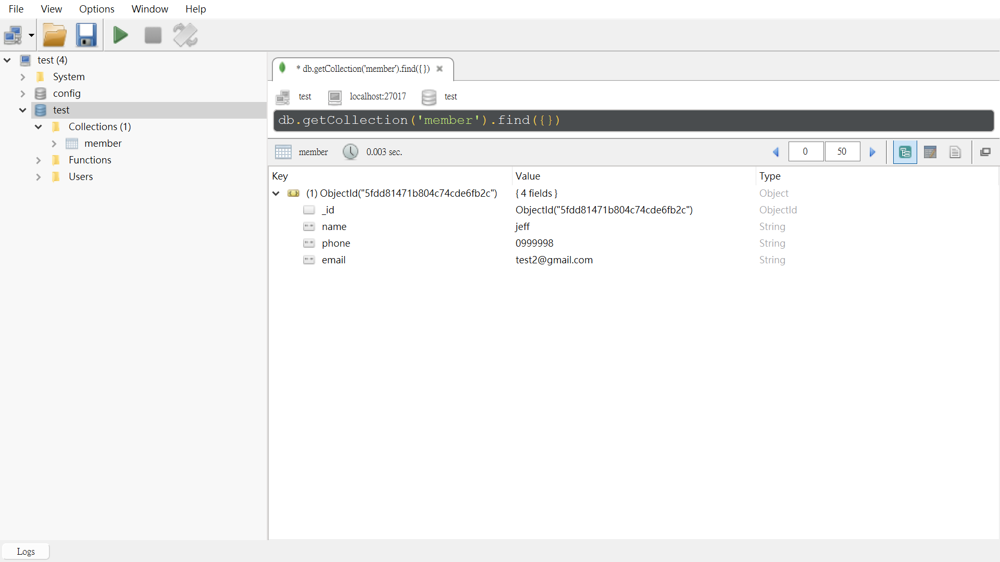 File View Options Window Help
test (4)
System
config
test
Collections (1)
member
Functions
Users
* db.getCollection('member').find({})
test localhost:27017 test
db.getCollection('member').find({})
member 0.003 sec. 0 50
Key Value Type
(1) ObjectId("5fdd81471b804c74cde6fb2c") { 4 fields } Object
_id ObjectId("5fdd81471b804c74cde6fb2c") ObjectId
name jeff String
phone 0999998 String
email test2@gmail.com String
Logs